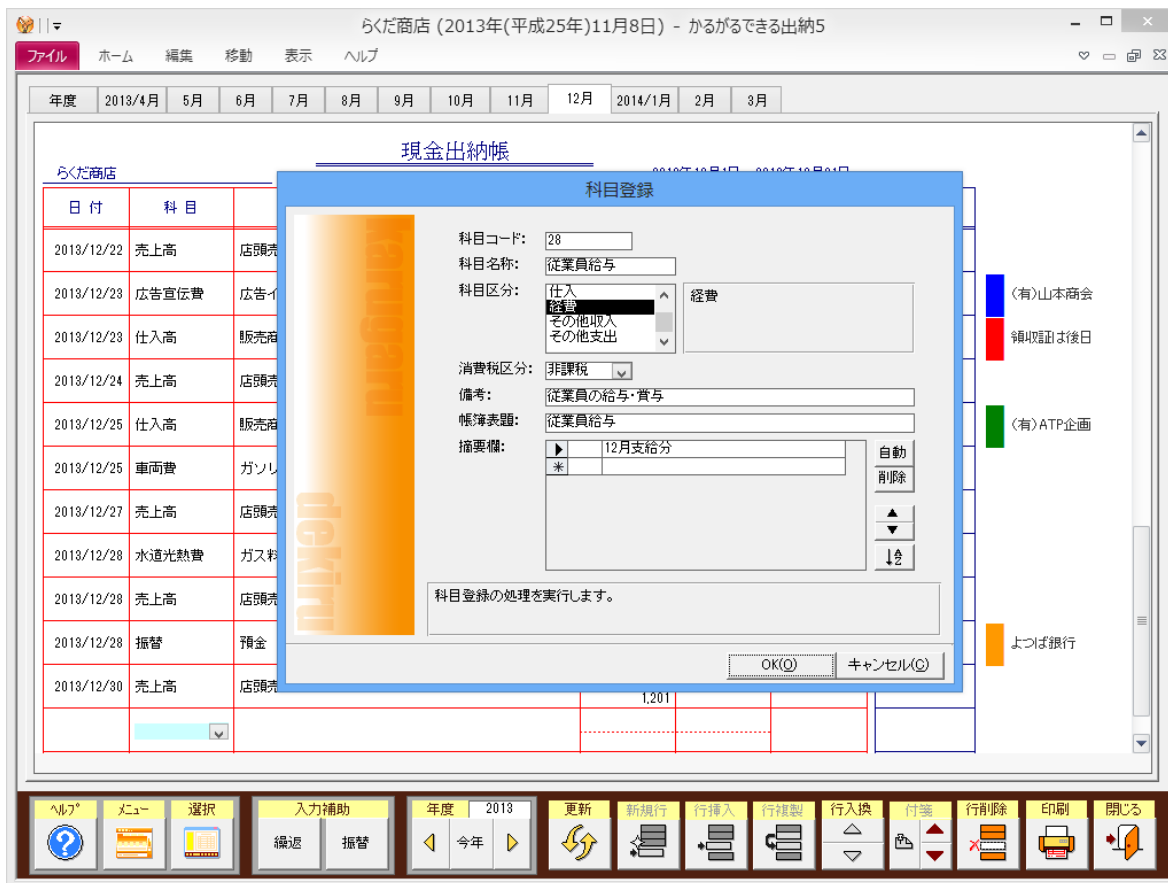 らくだ商店 (2013年(平成25年)11月8日) - かるがるできる出納5
ファイル ホーム 編集 移動 表示 ヘルプ
年度 2013/4月 5月 6月 7月 8月 9月 10月 11月 12月 2014/1月 2月 3月
現金出納帳
らくだ商店
日 付 科 目
2013/12/22 売上高 店頭売
2013/12/23 広告宣伝費 広告イ (有)山本商会
2013/12/23 仕入高 販売商 領収証は後日
2013/12/24 売上高 店頭売
2013/12/25 仕入高 販売商 (有)ATP企画
2013/12/25 車両費 ガソリ
2013/12/27 売上高 店頭売
2013/12/28 水道光熱費 ガス料
2013/12/28 売上高 店頭売
2013/12/28 振替 預金 よつば銀行
2013/12/30 売上高 店頭売
1,201
科目登録
karugaru
dekiru
科目コード: 28
科目名称: 従業員給与
科目区分: 仕入
経費
その他収入
その他支出
経費
消費税区分: 非課税
備考: 従業員の給与・賞与
帳簿表題: 従業員給与
摘要欄: 12月支給分
自動
削除
科目登録の処理を実行します。
OK(O) キャンセル(C)
ヘルプ メニュー 選択 入力補助 年度 2013 更新 新規行 行挿入 行複製 行入換 付箋 行削除 印刷 閉じる
繰返 振替 今年